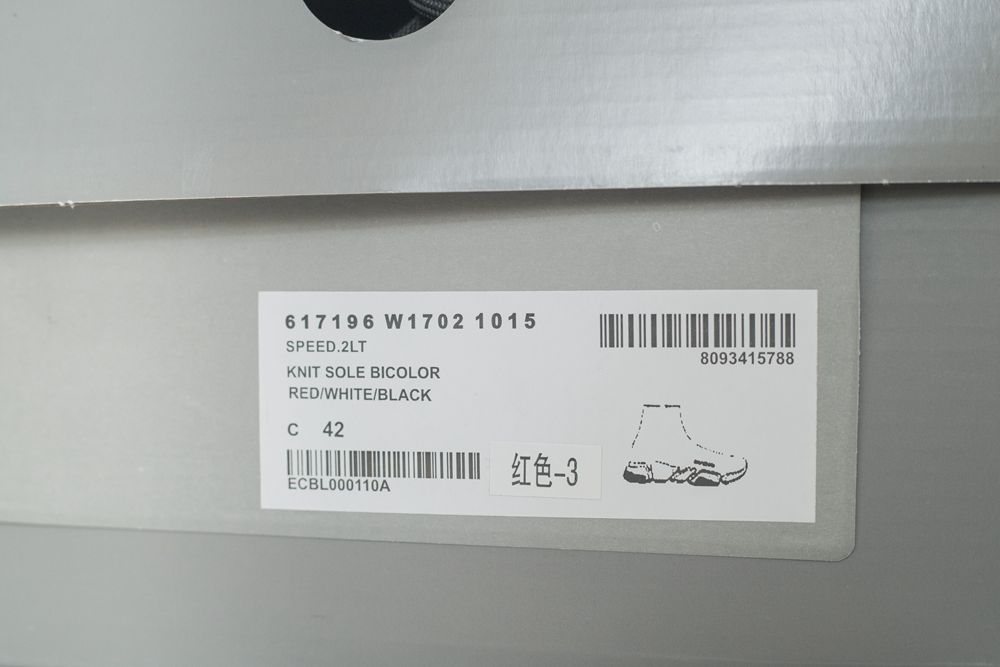 617196 W1702 1015
SPEED.2LT
KNIT SOLE BICOLOR
RED/WHITE/BLACK
C 42
ECBL000110A
红色-3
8093415788